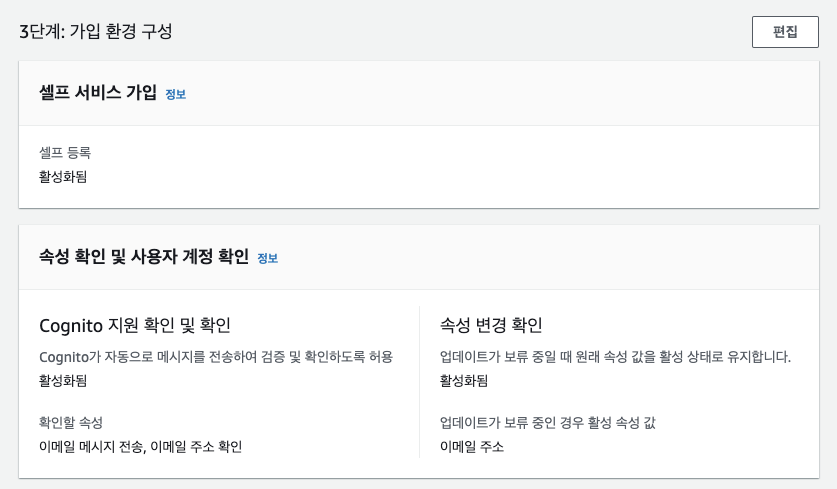 3단계: 가입 환경 구성
편집
셀프 서비스 가입 정보
셀프 등록
활성화됨
속성 확인 및 사용자 계정 확인 정보
Cognito 지원 확인 및 확인
Cognito가 자동으로 메시지를 전송하여 검증 및 확인하도록 허용
활성화됨
확인할 속성
이메일 메시지 전송, 이메일 주소 확인
속성 변경 확인
업데이트가 보류 중일 때 원래 속성 값을 활성 상태로 유지합니다.
활성화됨
업데이트가 보류 중인 경우 활성 속성 값
이메일 주소